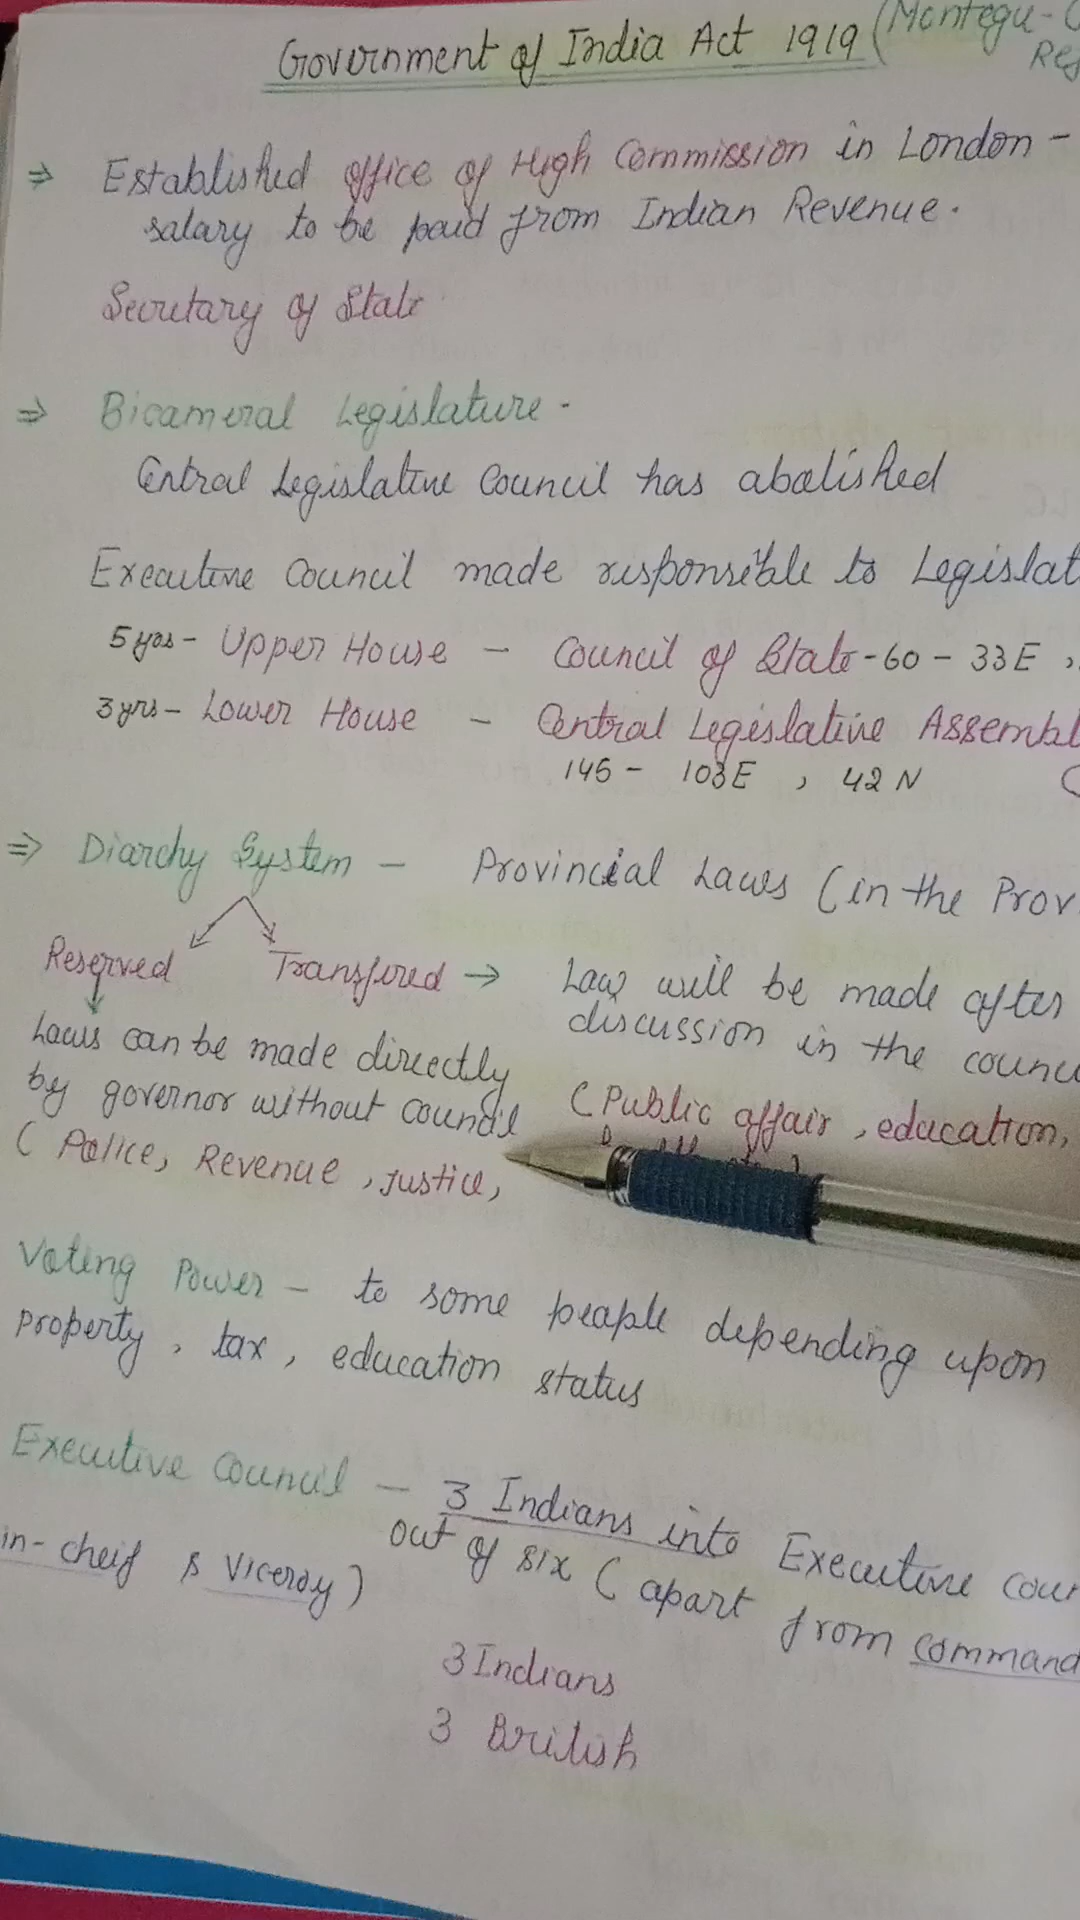 Government of India Act 1919 (Montegu-
⇒ Established office of High Commission in London -
salary to be paid from Indian Revenue.
Secretary of State
⇒ Bicameral Legislature -
Central Legislative Council has abolished
Executive Council made responsible to Legislat
5yrs - Upper House - Council of State - 60 - 33E ,
3yrs - Lower House - Central Legislative Assembl
145 - 103E , 42 N
⇒ Diarchy System - Provincial Laws (in the Prov
Reserved Transfired → Law will be made after
discussion in the counc
Laws can be made directly
by governor without council
(Public affair, education,
( Police, Revenue, justice,
Voting Power - to some people depending upon
property, tax, education status
Executive Council - 3 Indians into Executive cou
out of six ( apart from command
in-cheif & Viceroy )
3 Indians
3 British